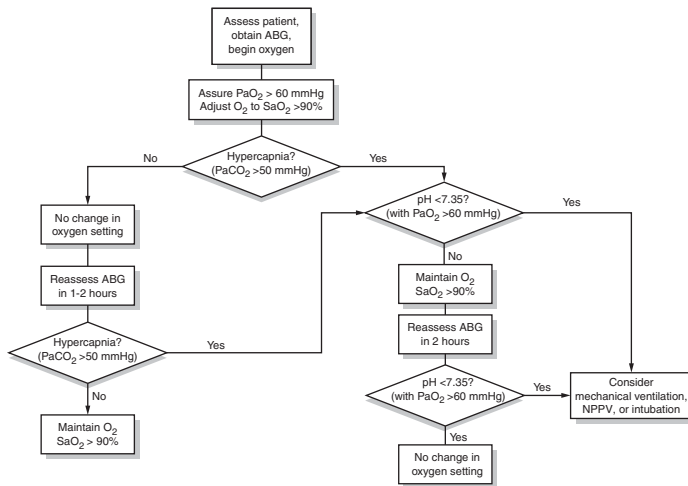 Assess patient,
obtain ABG,
begin oxygen
Assure PaO2 > 60 mmHg
Adjust O2 to SaO2 >90%
No
Hypercapnia?
(PaCO2 >50 mmHg)
Yes
pH <7.35?
(with PaO2 >60 mmHg)
Yes
No change in
oxygen setting
No
Reassess ABG
in 1-2 hours
Maintain O2
SaO2 >90%
Hypercapnia?
(PaCO2 >50 mmHg)
Yes
Reassess ABG
in 2 hours
No
pH <7.35?
(with PaO2 >60 mmHg)
Yes
Consider
mechanical ventilation,
NPPV, or intubation
Maintain O2
SaO2 > 90%
Yes
No change in
oxygen setting